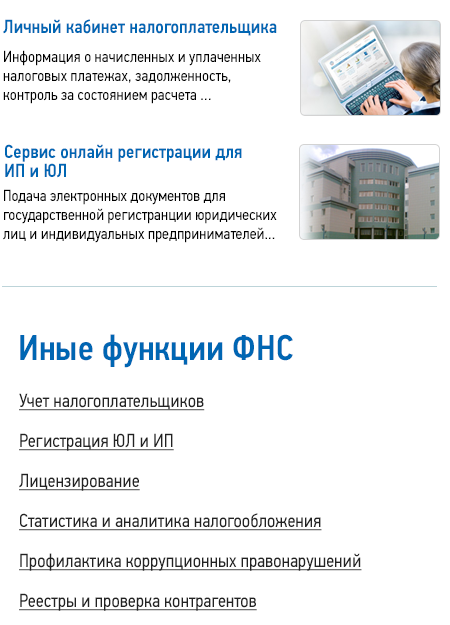 Личный кабинет налогоплательщика
Информация о начисленных и уплаченных
налоговых платежах, задолженность,
контроль за состоянием расчета ...
Сервис онлайн регистрации для
ИП и ЮЛ
Подача электронных документов для
государственной регистранции юридических
лиц и индивидуальных предпринимателей...
Иные функции ФНС
Учет налогоплательщиков
Регистрация ЮЛ и ИП
Лицензирование
Статистика и аналитика налогообложения
Профилактика коррупционных правонарушений
Реестры и проверка контрагентов